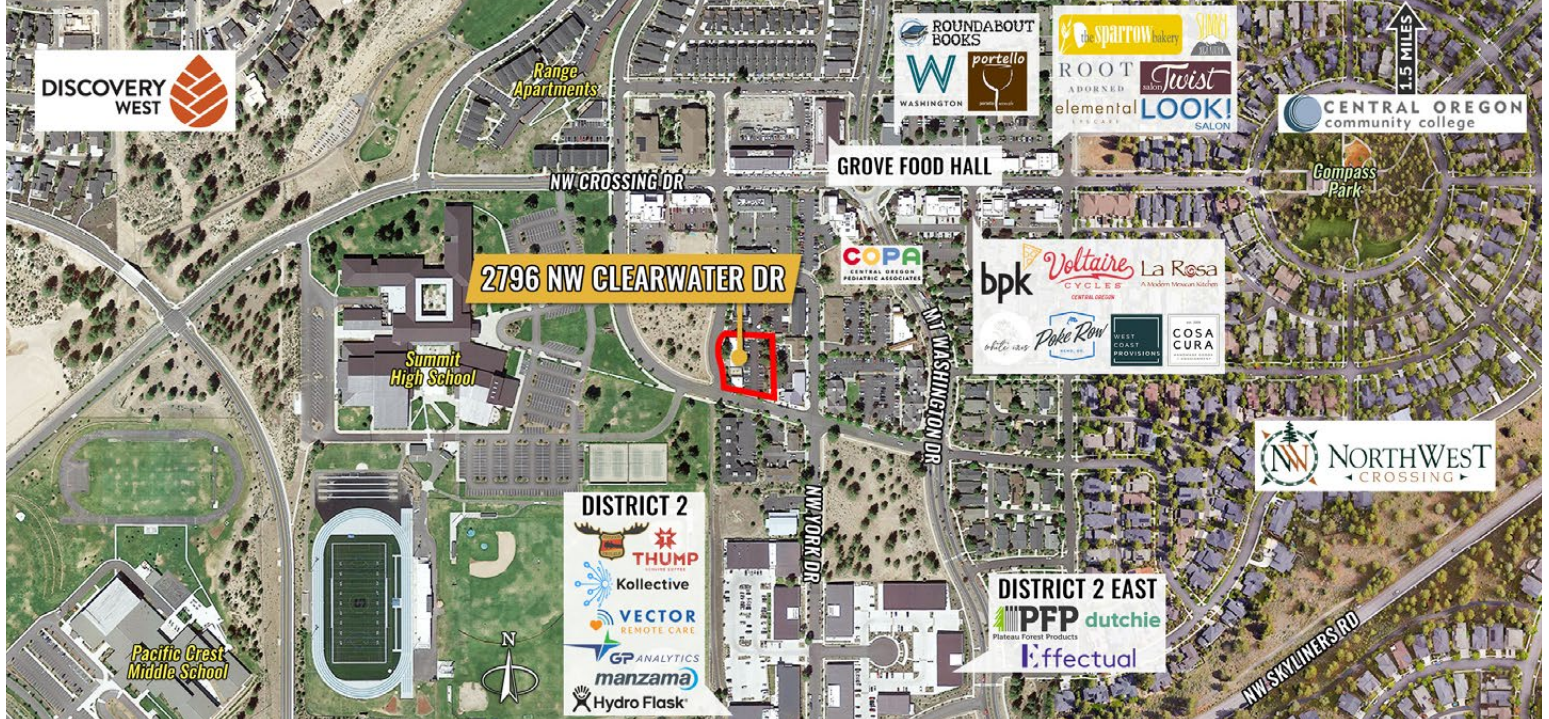 DISCOVERY
WEST
Range
Apartments
ROUNDABOUT
BOOKS
WASHINGTON
portello
the sparrow bakery
ROOT
ADORNED
salon Twist
elemental
EYECARE
LOOK!
SALON
1.5 MILES
CENTRAL OREGON
community college
GROVE FOOD HALL
NW CROSSING DR
Compass
Park
COPA
CENTRAL OREGON
PEDIATRIC ASSOCIATES
2796 NW CLEARWATER DR
bpk
Voltaire
CYCLES
CENTRAL OREGON
La Rosa
A Modern Mexican Kitchen
Poke Row
WEST
COAST
PROVISIONS
COSA
CURA
MT WASHINGTON DR
Summit
High School
NORTHWEST
CROSSING
DISTRICT 2
THUMP
Kollective
VECTOR
REMOTE CARE
GP ANALYTICS
manzama
Hydro Flask
NW YORK DR
N
DISTRICT 2 EAST
PFP
Plateau Forest Products
dutchie
Effectual
Pacific Crest
Middle School
NW SKYLINERS RD